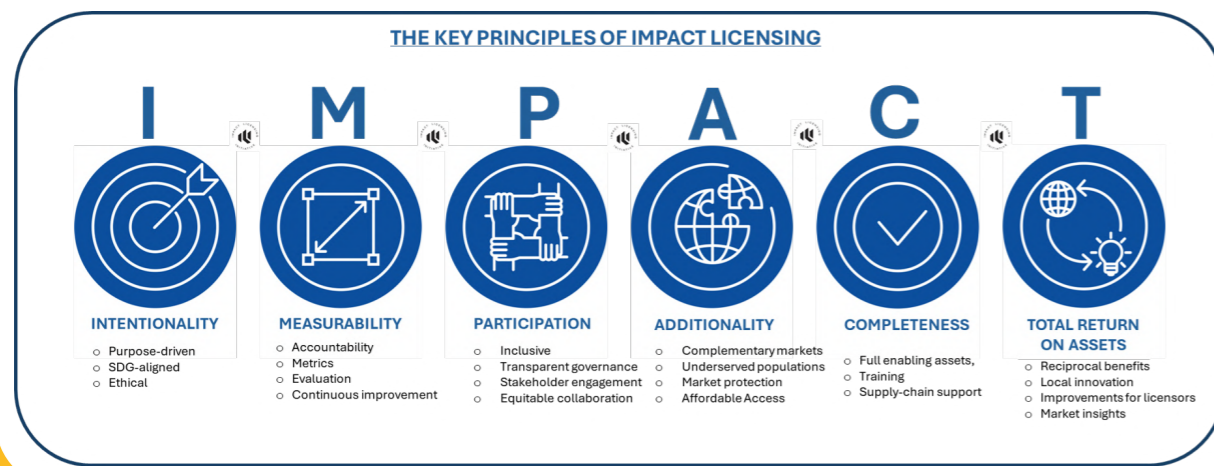 THE KEY PRINCIPLES OF IMPACT LICENSING
I M P A C T
INTENTIONALITY
○ Purpose-driven
○ SDG-aligned
○ Ethical
MEASURABILITY
○ Accountability
○ Metrics
○ Evaluation
○ Continuous improvement
PARTICIPATION
○ Inclusive
○ Transparent governance
○ Stakeholder engagement
○ Equitable collaboration
ADDITIONALITY
○ Complementary markets
○ Underserved populations
○ Market protection
○ Affordable Access
COMPLETENESS
○ Full enabling assets,
○ Training
○ Supply-chain support
TOTAL RETURN
ON ASSETS
○ Reciprocal benefits
○ Local innovation
○ Improvements for licensors
○ Market insights